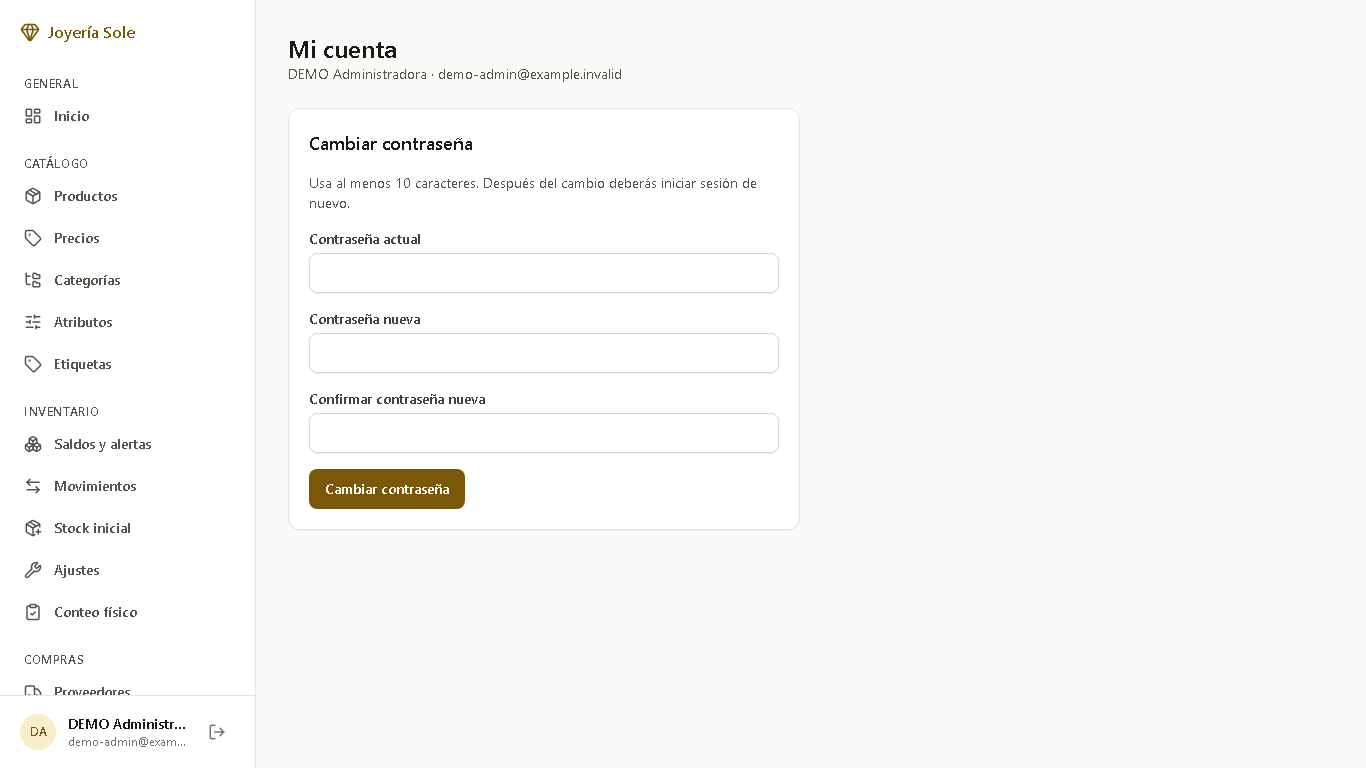 Joyería Sole
GENERAL
Inicio
CATÁLOGO
Productos
Precios
Categorías
Atributos
Etiquetas
INVENTARIO
Saldos y alertas
Movimientos
Stock inicial
Ajustes
Conteo físico
COMPRAS
Proveedores
DA
DEMO Administr...
demo-admin@exam...
Mi cuenta
DEMO Administradora · demo-admin@example.invalid
Cambiar contraseña
Usa al menos 10 caracteres. Después del cambio deberás iniciar sesión de
nuevo.
Contraseña actual
Contraseña nueva
Confirmar contraseña nueva
Cambiar contraseña